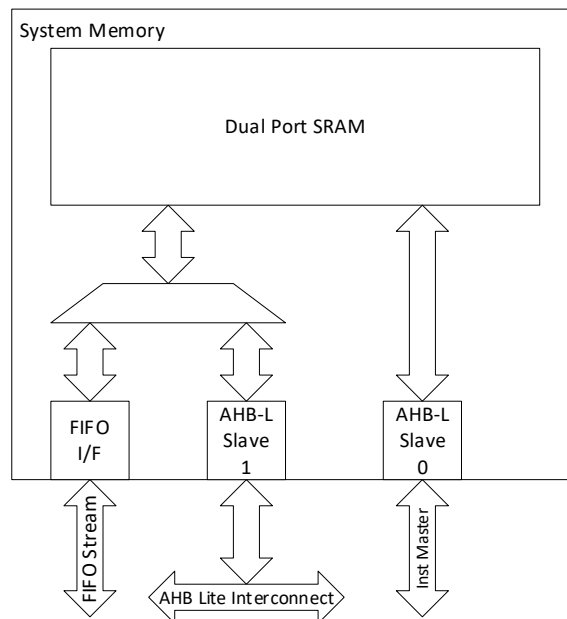 System Memory
Dual Port SRAM
FIFO
I/F
AHB-L
Slave
1
AHB-L
Slave
0
FIFO Stream
AHB Lite Interconnect
Inst Master